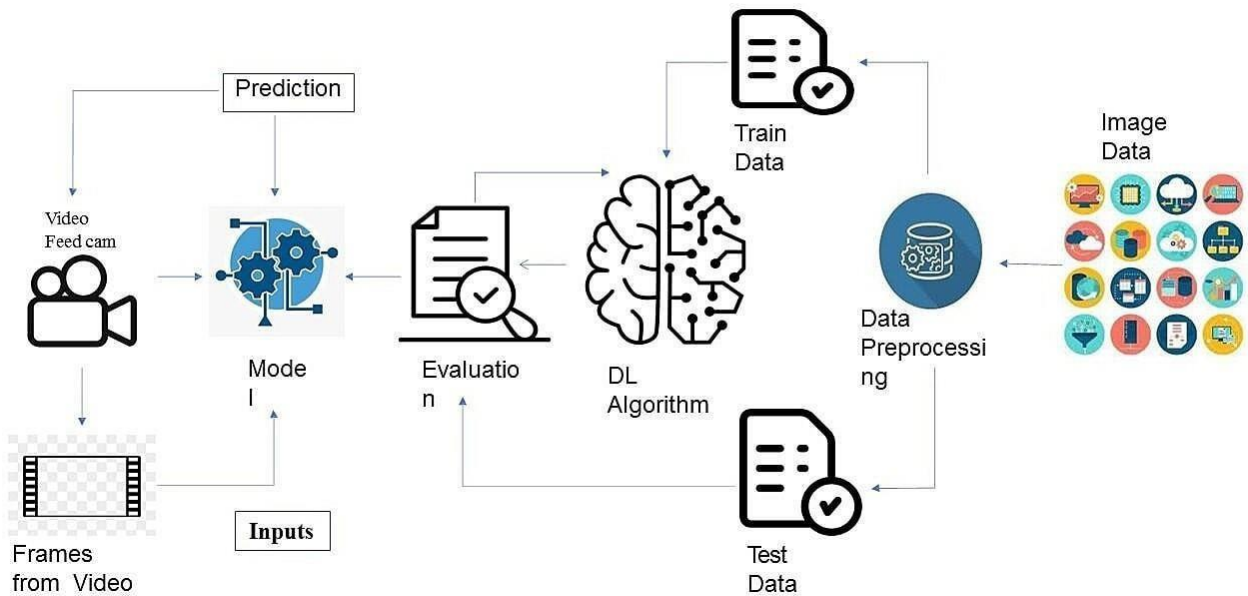 Prediction
Train
Data
Image
Data
Video
Feed cam
Data
Preprocessi
ng
Mode
l
Evaluatio
n
DL
Algorithm
Inputs
Frames
from Video
Test
Data